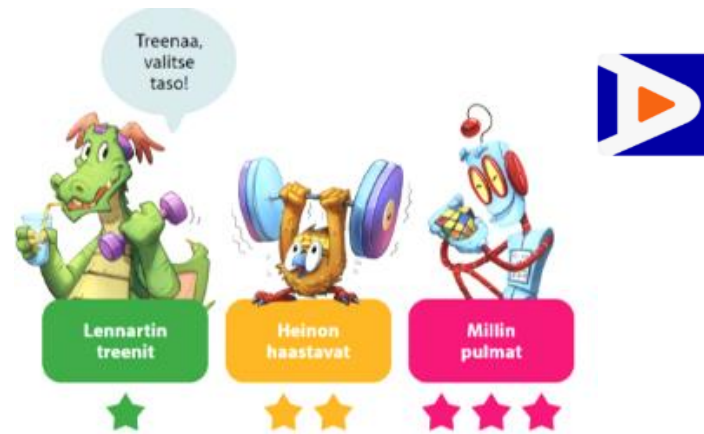 Treenaa,
valitse
taso!
Lennartin
treenit
Heinon
haastavat
Millin
pulmat